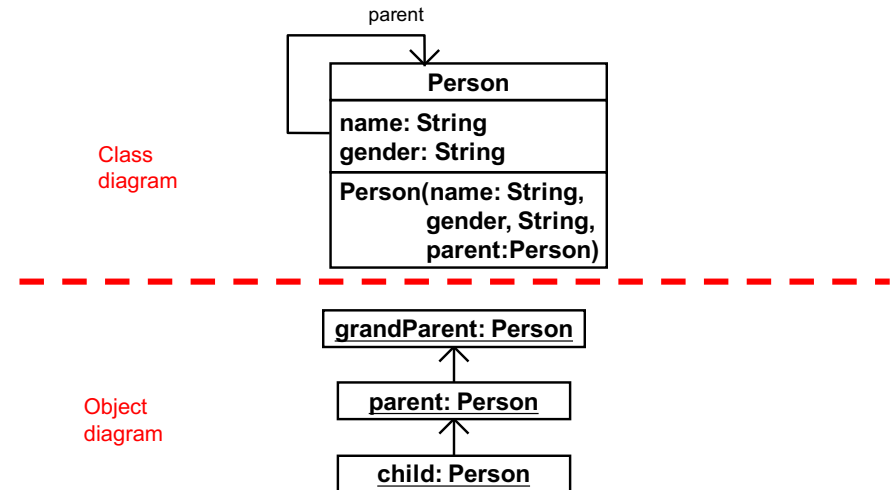 parent
Person
name: String
gender: String
Class
diagram
Person(name: String,
gender, String,
parent:Person)
grandParent: Person
parent: Person
Object
diagram
child: Person